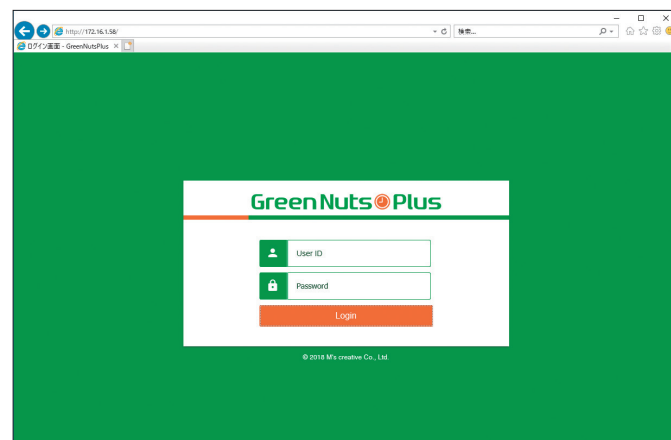 http://172.16.1.58/
検索...
ログイン画面 - GreenNutsPlus
Green Nuts Plus
User ID
Password
Login
© 2018 M's creative Co., Ltd.